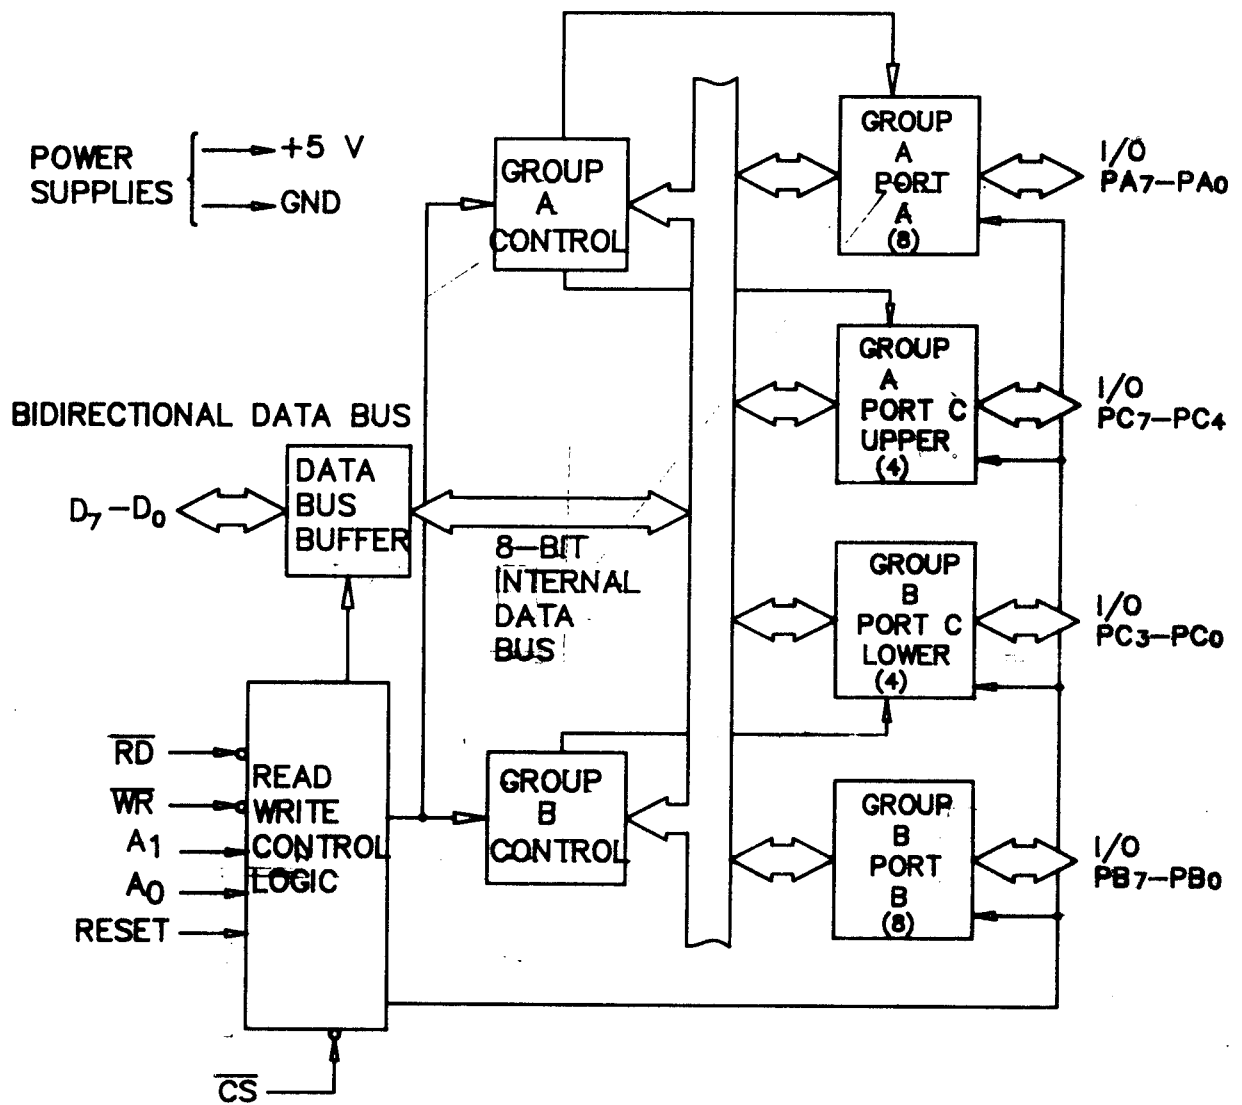 POWER
SUPPLIES
+5 V
GND
GROUP
A
CONTROL
GROUP
A
PORT
A
(8)
I/O
PA7-PA0
GROUP
A
PORT C
UPPER
(4)
I/O
PC7-PC4
BIDIRECTIONAL DATA BUS
D7-D0
DATA
BUS
BUFFER
8-BIT
INTERNAL
DATA
BUS
GROUP
B
PORT C
LOWER
(4)
I/O
PC3-PC0
RD
WR
A1
A0
RESET
READ
WRITE
CONTROL
LOGIC
GROUP
B
CONTROL
GROUP
B
PORT
B
(8)
I/O
PB7-PB0
CS